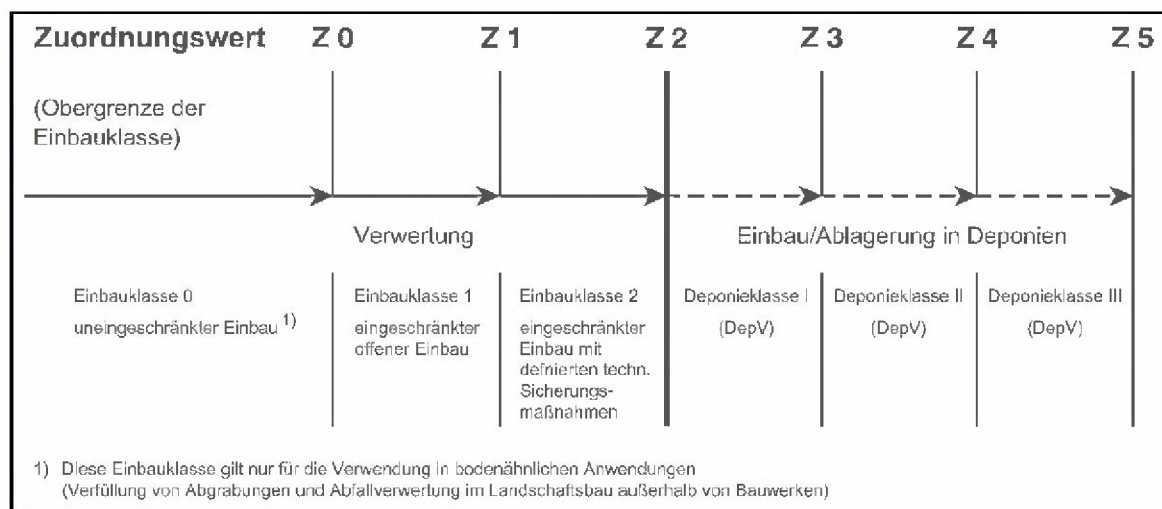 Zuordnungswert Z 0 Z 1 Z 2 Z 3 Z 4 Z 5
(Obergrenze der
Einbauklasse)
Verwertung Einbau/Ablagerung in Deponien
Einbauklasse 0
uneingeschränkter Einbau 1)
Einbauklasse 1
eingeschränkter
offener Einbau
Einbauklasse 2
eingeschränkter
Einbau mit
defnierten techn.
Sicherungs-
maßnahmen
Deponieklasse I
(DepV)
Deponieklasse II
(DepV)
Deponieklasse III
(DepV)
1) Diese Einbauklasse gilt nur für die Verwendung in bodenähnlichen Anwendungen
(Verfüllung von Abgrabungen und Abfallverwertung im Landschaftsbau außerhalb von Bauwerken)